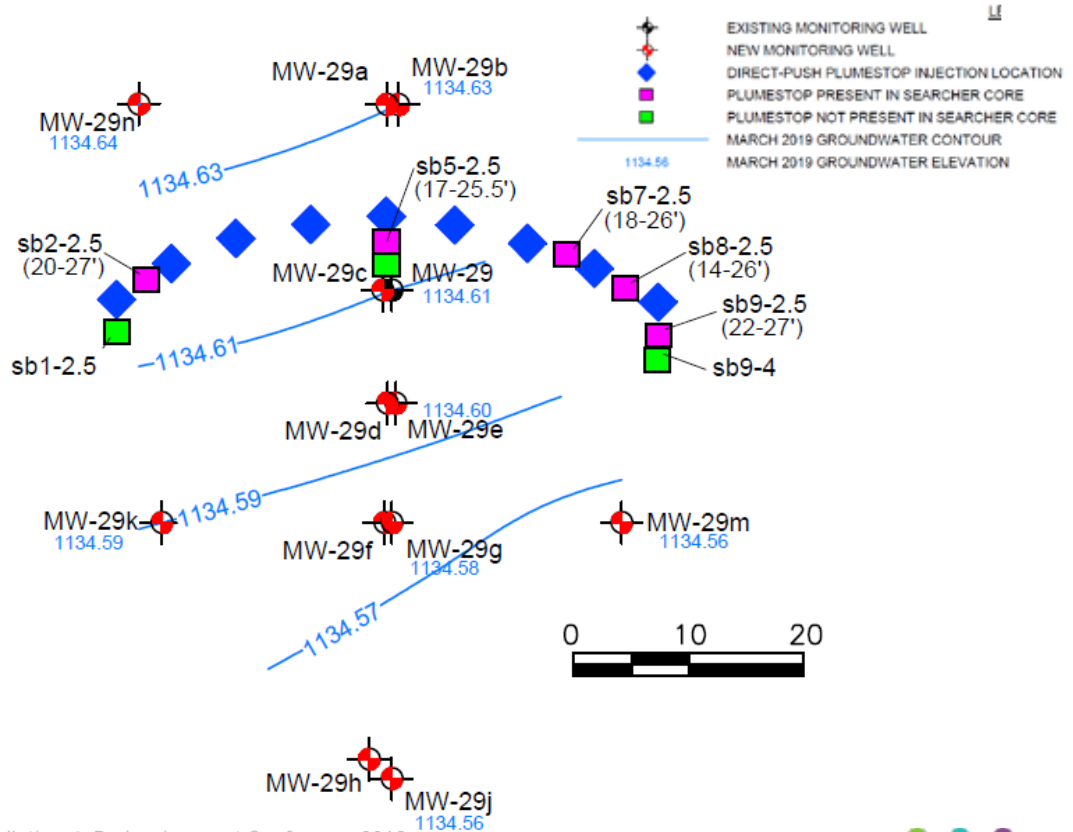 EXISTING MONITORING WELL
NEW MONITORING WELL
DIRECT-PUSH PLUMESTOP INJECTION LOCATION
PLUMESTOP PRESENT IN SEARCHER CORE
PLUMESTOP NOT PRESENT IN SEARCHER CORE
MARCH 2019 GROUNDWATER CONTOUR
1134.56 MARCH 2019 GROUNDWATER ELEVATION
MW-29a
MW-29b
1134.63
MW-29n
1134.64
1134.63
sb5-2.5
(17-25.5')
sb7-2.5
(18-26')
sb2-2.5
(20-27')
sb8-2.5
(14-26')
MW-29c
MW-29
1134.61
sb9-2.5
(22-27')
1134.61
sb1-2.5
sb9-4
1134.60
MW-29d
MW-29e
1134.59
MW-29k
1134.59
MW-29m
1134.56
MW-29f
MW-29g
1134.58
1134.57
0 10 20
MW-29h
MW-29j
1134.56